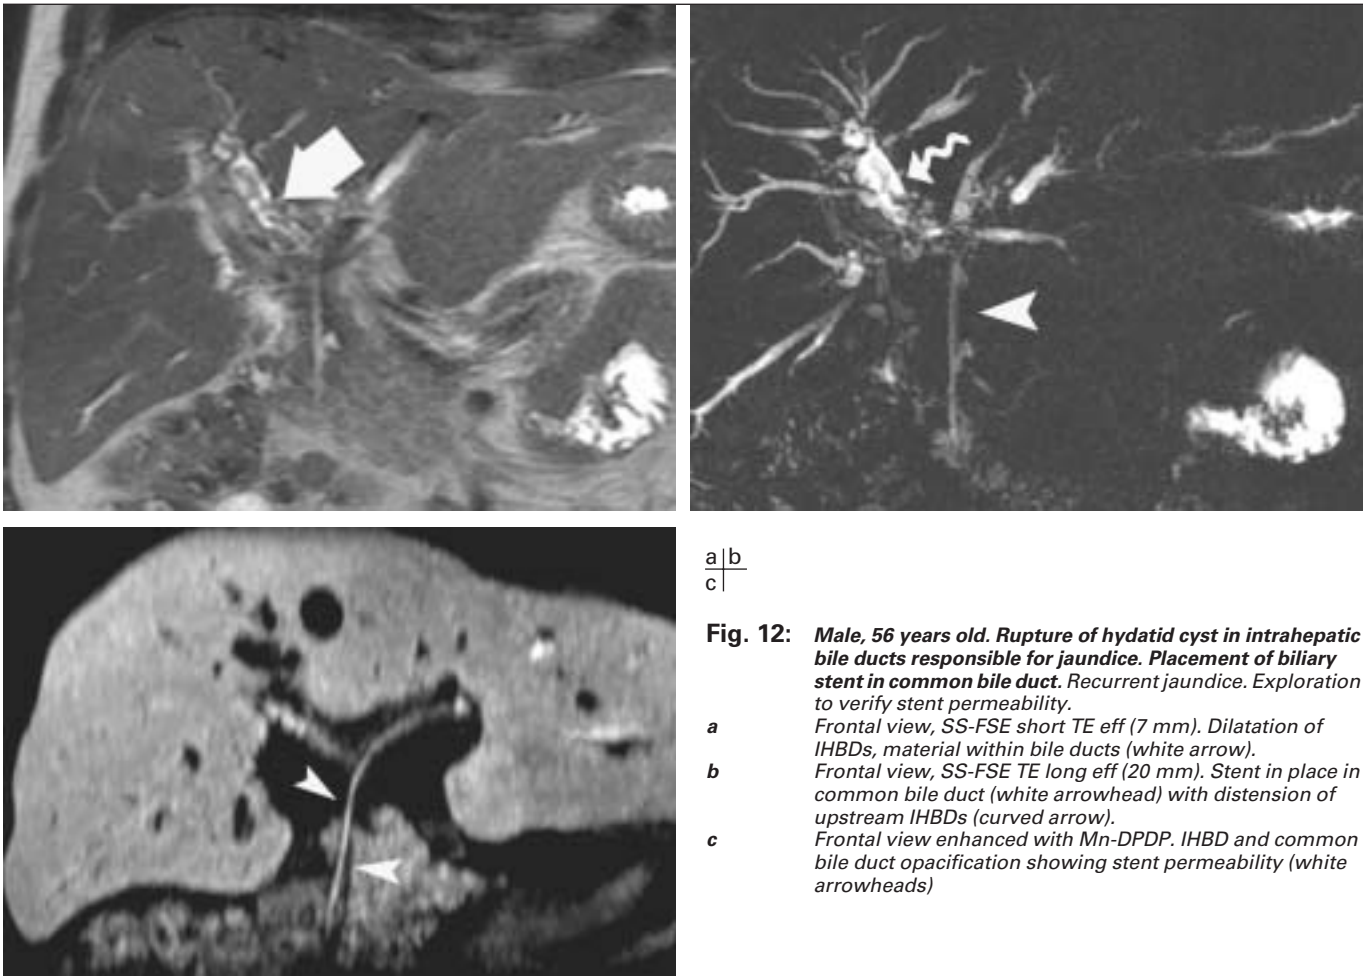 a b
c
Fig. 12: Male, 56 years old. Rupture of hydatid cyst in intrahepatic
bile ducts responsible for jaundice. Placement of biliary
stent in common bile duct. Recurrent jaundice. Exploration
to verify stent permeability.
a Frontal view, SS-FSE short TE eff (7 mm). Dilatation of
IHBDs, material within bile ducts (white arrow).
b Frontal view, SS-FSE TE long eff (20 mm). Stent in place in
common bile duct (white arrowhead) with distension of
upstream IHBDs (curved arrow).
c Frontal view enhanced with Mn-DPDP. IHBD and common
bile duct opacification showing stent permeability (white
arrowheads)